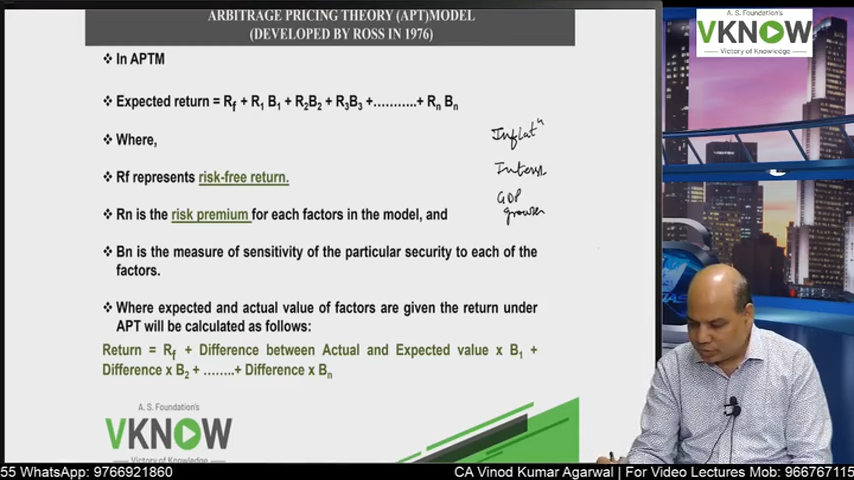 ARBITRAGE PRICING THEORY (APT)MODEL
(DEVELOPED BY ROSS IN 1976)
A. S. Foundation's
VKNOW
Victory of Knowledge
❖ In APTM
❖ Expected return = Rf + R1 B1 + R2B2 + R3B3 +...........+ Rn Bn
❖ Where,
❖ Rf represents risk-free return.
❖ Rn is the risk premium for each factors in the model, and
❖ Bn is the measure of sensitivity of the particular security to each of the
factors.
❖ Where expected and actual value of factors are given the return under
APT will be calculated as follows:
Return = Rf + Difference between Actual and Expected value x B1 +
Difference x B2 + ……..+ Difference x Bn
Inflatn
GDP
A. S. Foundation's
VKNOW
Victory of Knowledge
55 WhatsApp: 9766921860
CA Vinod Kumar Agarwal | For Video Lectures Mob: 966767115